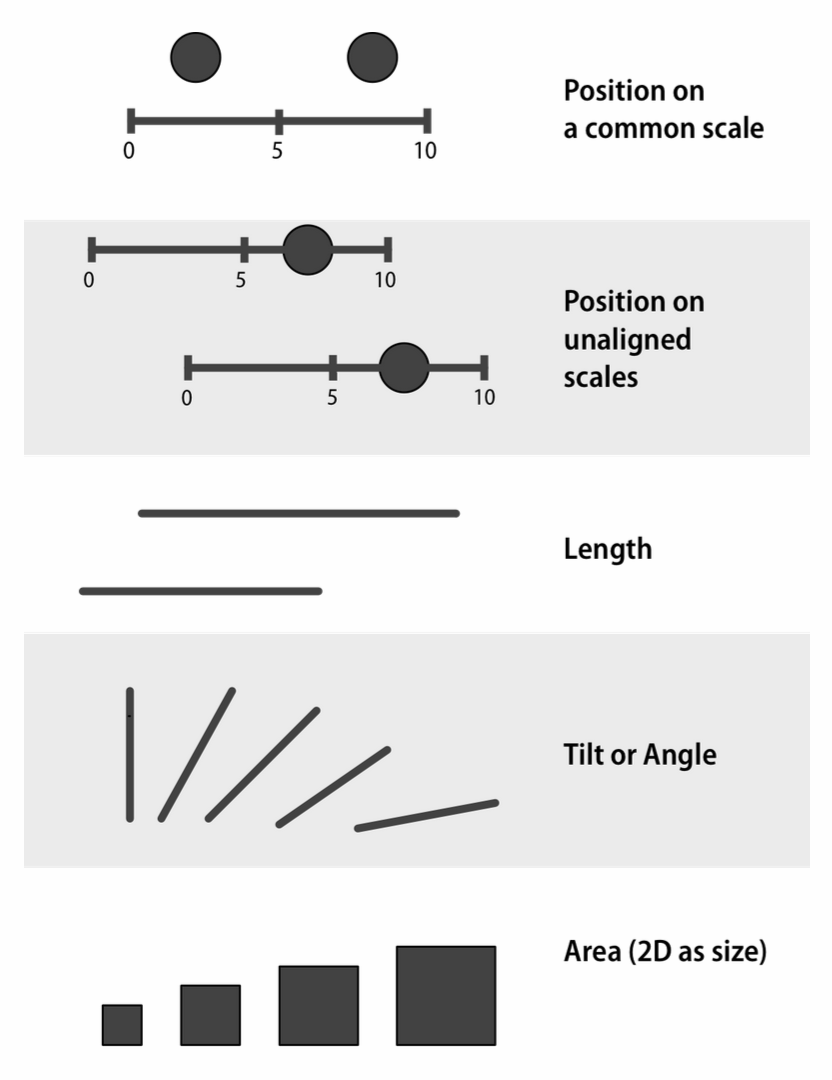 Position on
a common scale
0 5 10
0 5 10
Position on
unaligned
scales
0 5 10
Length
Tilt or Angle
Area (2D as size)